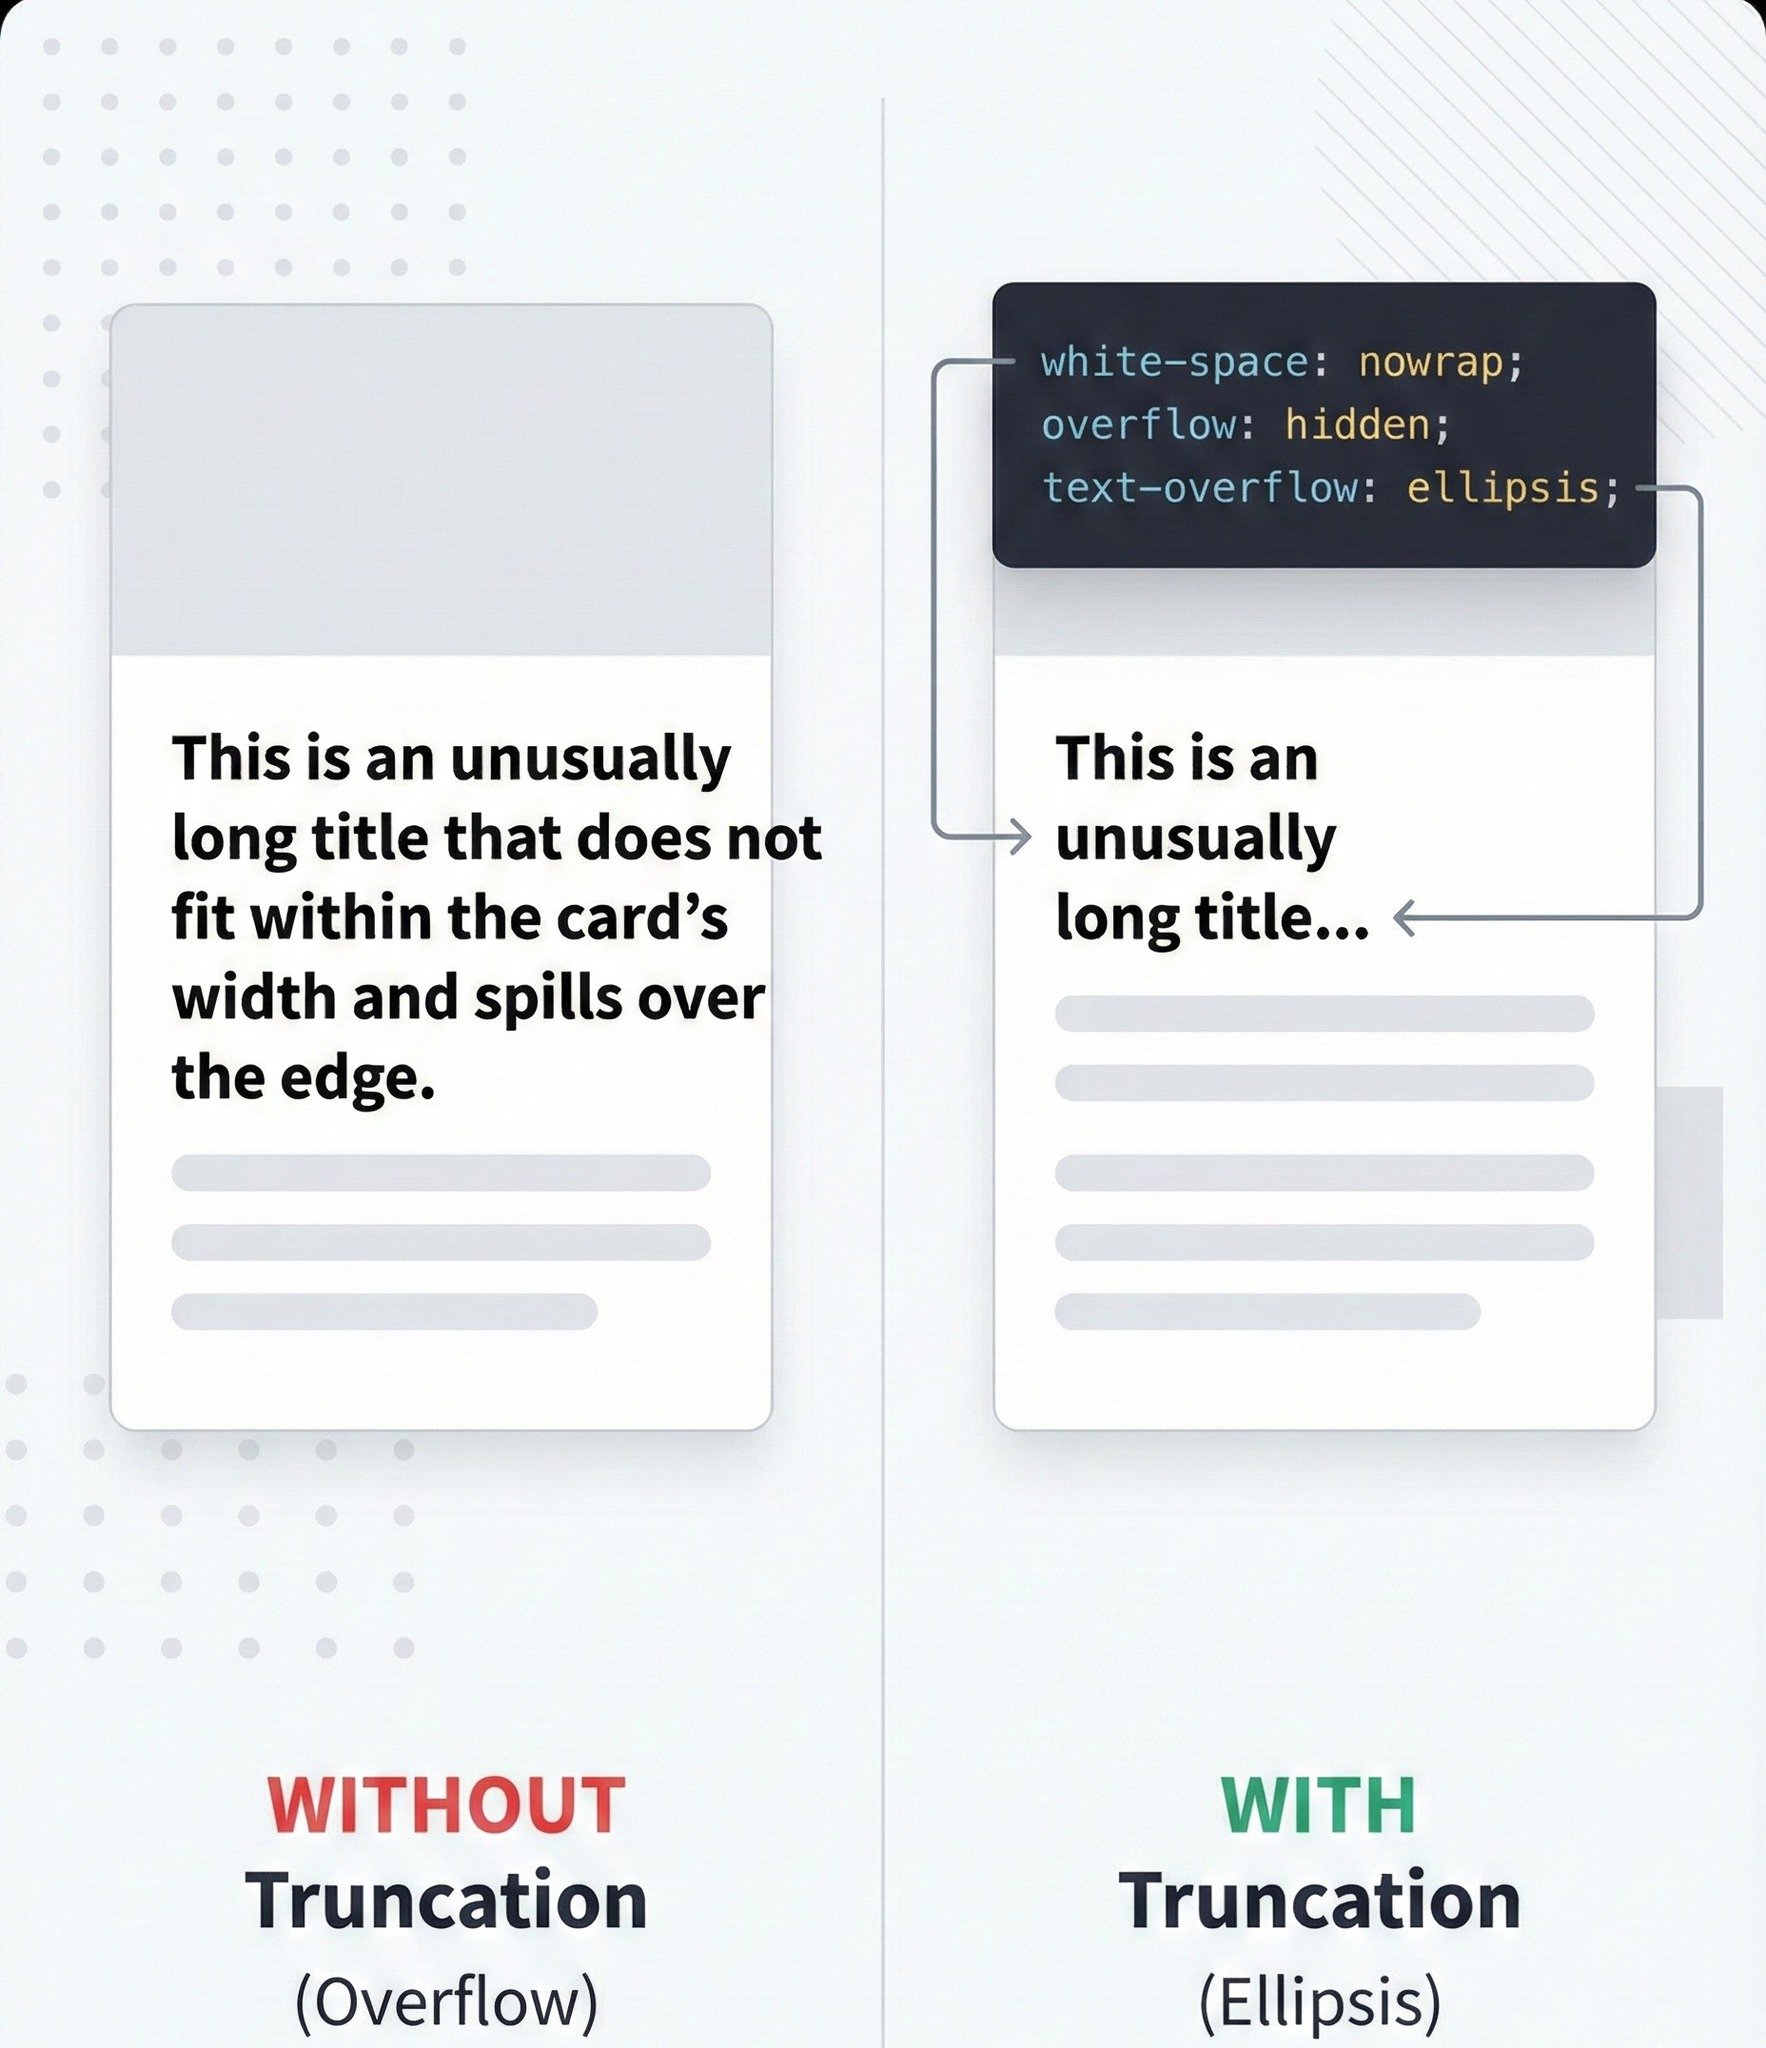 This is an unusually
long title that does not
fit within the card’s
width and spills over
the edge.
WITHOUT
Truncation
(Overflow)
white-space: nowrap;
overflow: hidden;
text-overflow: ellipsis;
This is an
unusually
long title...
WITH
Truncation
(Ellipsis)